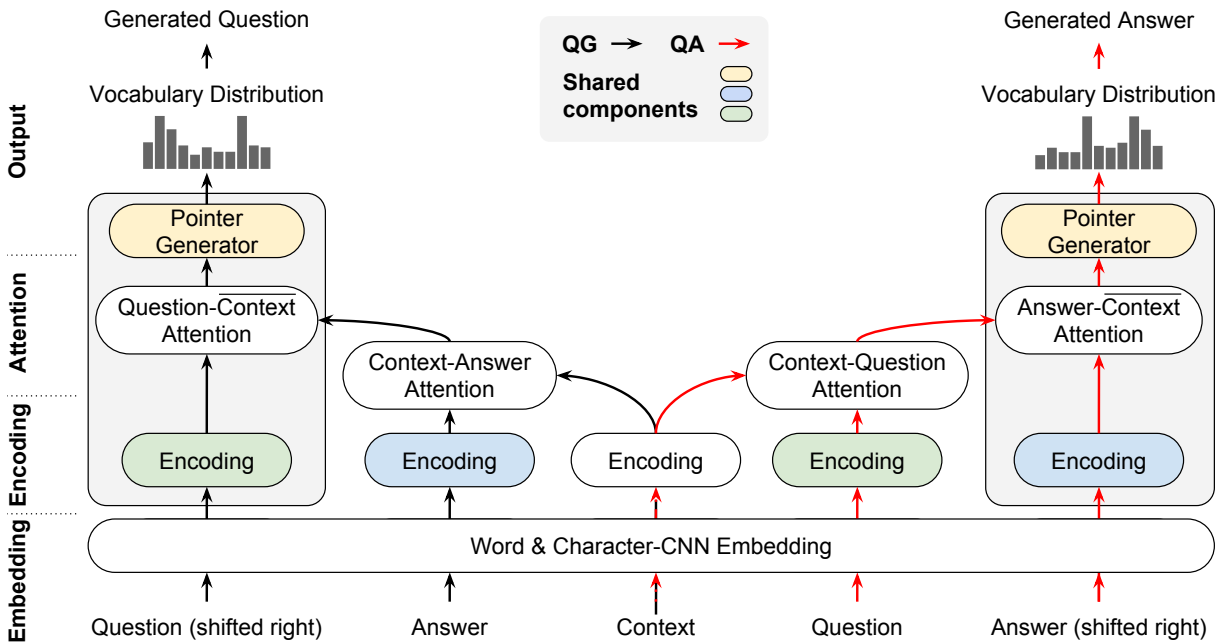 Generated Question
Generated Answer
QG
QA
Shared
components
Vocabulary Distribution
Vocabulary Distribution
Output
Pointer
Generator
Pointer
Generator
Attention
Question-Context
Attention
Answer-Context
Attention
Context-Answer
Attention
Context-Question
Attention
Encoding
Encoding
Encoding
Encoding
Encoding
Encoding
Embedding
Word & Character-CNN Embedding
Question (shifted right)
Answer
Context
Question
Answer (shifted right)